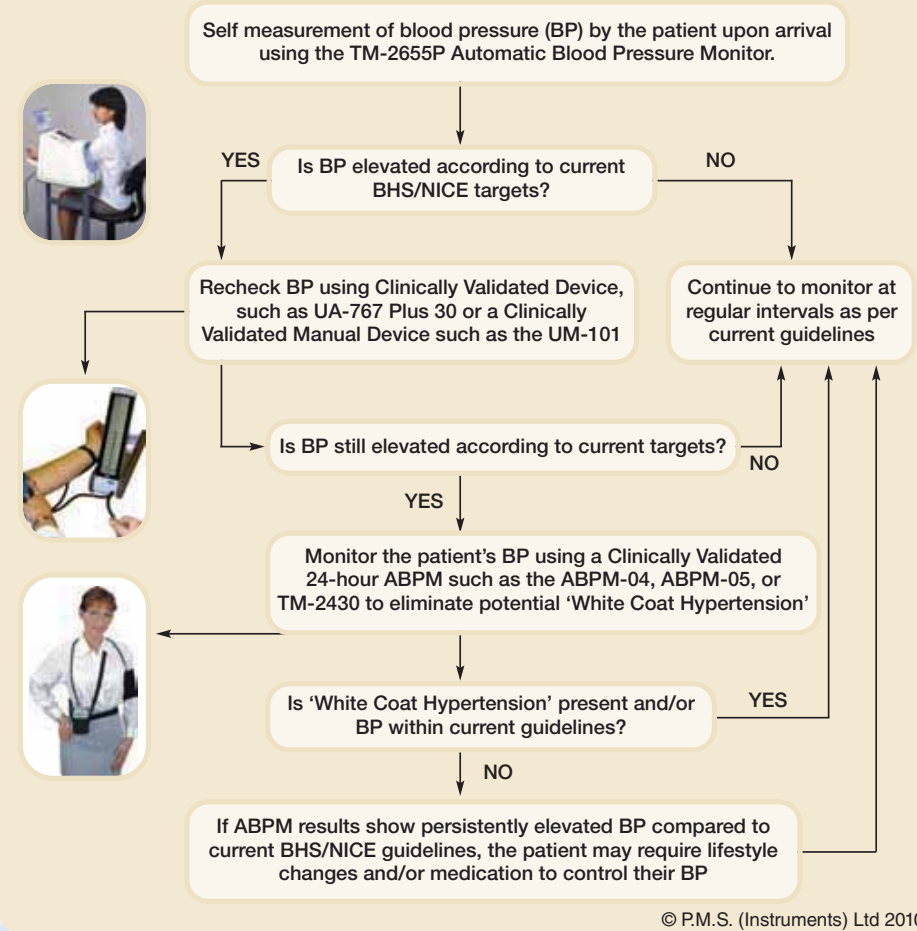 Self measurement of blood pressure (BP) by the patient upon arrival
using the TM-2655P Automatic Blood Pressure Monitor.
YES
Is BP elevated according to current
BHS/NICE targets?
NO
Recheck BP using Clinically Validated Device,
such as UA-767 Plus 30 or a Clinically
Validated Manual Device such as the UM-101
Continue to monitor at
regular intervals as per
current guidelines
Is BP still elevated according to current targets?
NO
YES
Monitor the patient's BP using a Clinically Validated
24-hour ABPM such as the ABPM-04, ABPM-05, or
TM-2430 to eliminate potential 'White Coat Hypertension'
Is 'White Coat Hypertension' present and/or
BP within current guidelines?
YES
NO
If ABPM results show persistently elevated BP compared to
current BHS/NICE guidelines, the patient may require lifestyle
changes and/or medication to control their BP
© P.M.S. (Instruments) Ltd 2010